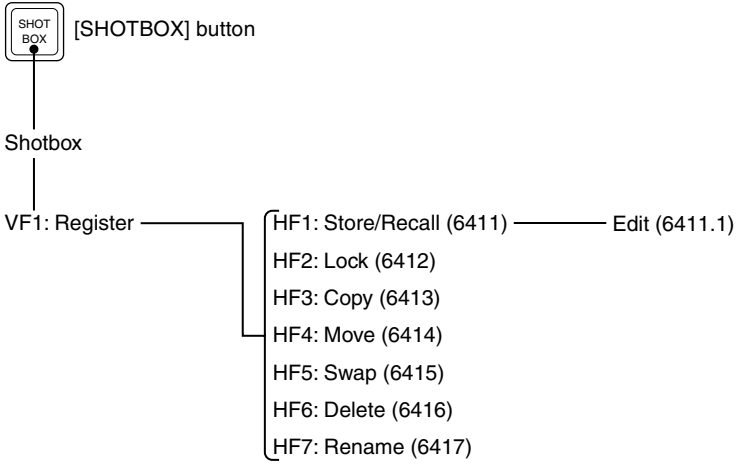 SHOT
BOX
[SHOTBOX] button
Shotbox
VF1: Register
HF1: Store/Recall (6411)
Edit (6411.1)
HF2: Lock (6412)
HF3: Copy (6413)
HF4: Move (6414)
HF5: Swap (6415)
HF6: Delete (6416)
HF7: Rename (6417)